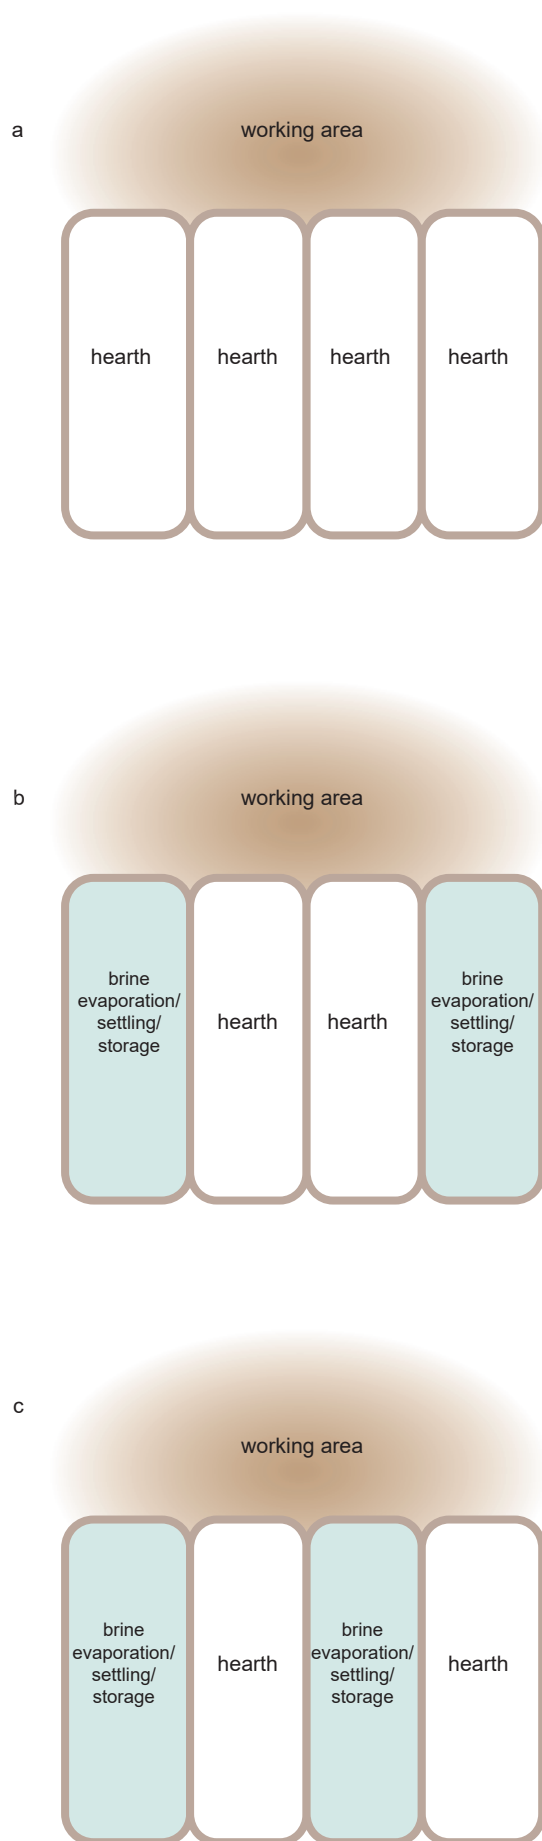 a
working area
hearth
hearth
hearth
hearth
b
working area
brine
evaporation/
settling/
storage
hearth
hearth
brine
evaporation/
settling/
storage
c
working area
brine
evaporation/
settling/
storage
hearth
brine
evaporation/
settling/
storage
hearth